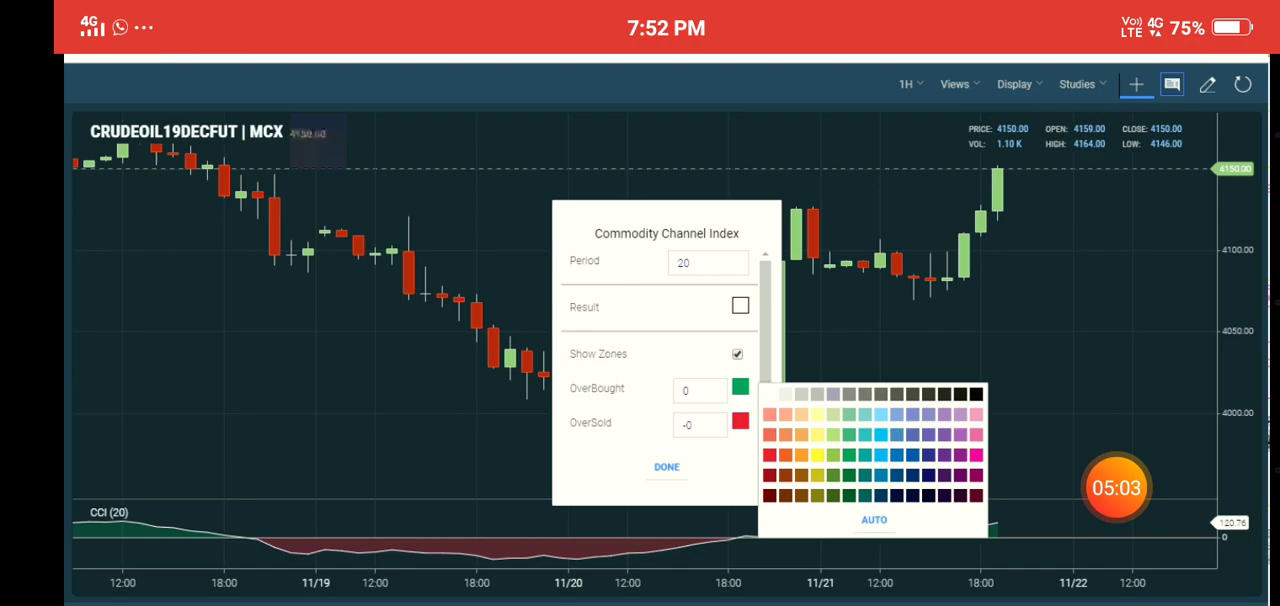 4G 7:52 PM Vo) LTE 4G 75%
1H Views Display Studies
CRUDEOIL19DECFUT | MCX 4150.00
PRICE: 4150.00 OPEN: 4159.00 CLOSE: 4150.00
VOL: 1.10 K HIGH: 4164.00 LOW: 4146.00
4150.00
4100.00
4050.00
4000.00
Commodity Channel Index
Period 20
Result
Show Zones
OverBought 0
OverSold -0
DONE
AUTO
05:03
CCI (20)
120.76
0
12:00 18:00 11/19 12:00 18:00 11/20 12:00 18:00 11/21 12:00 18:00 11/22 12:00